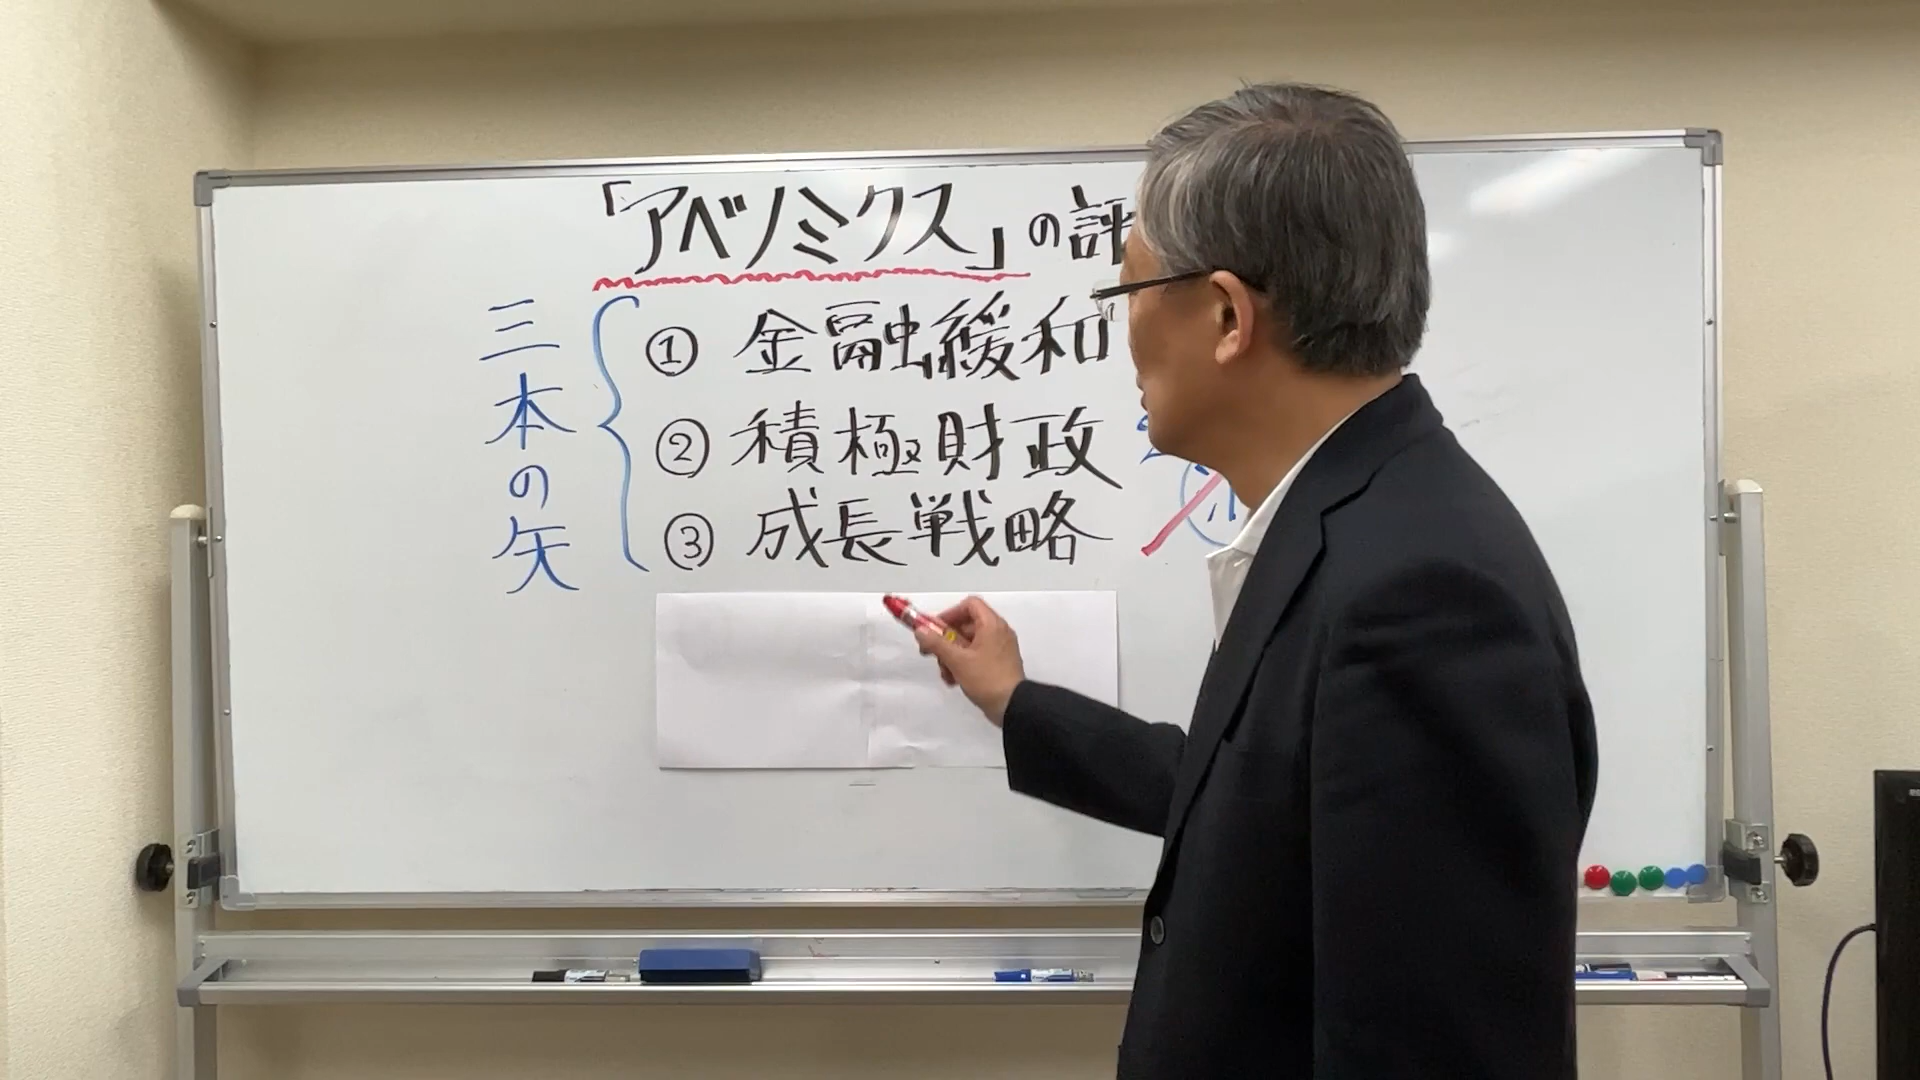 「アベノミクス」の評
三本の矢
① 金融緩和
② 積極財政
③ 成長戦略